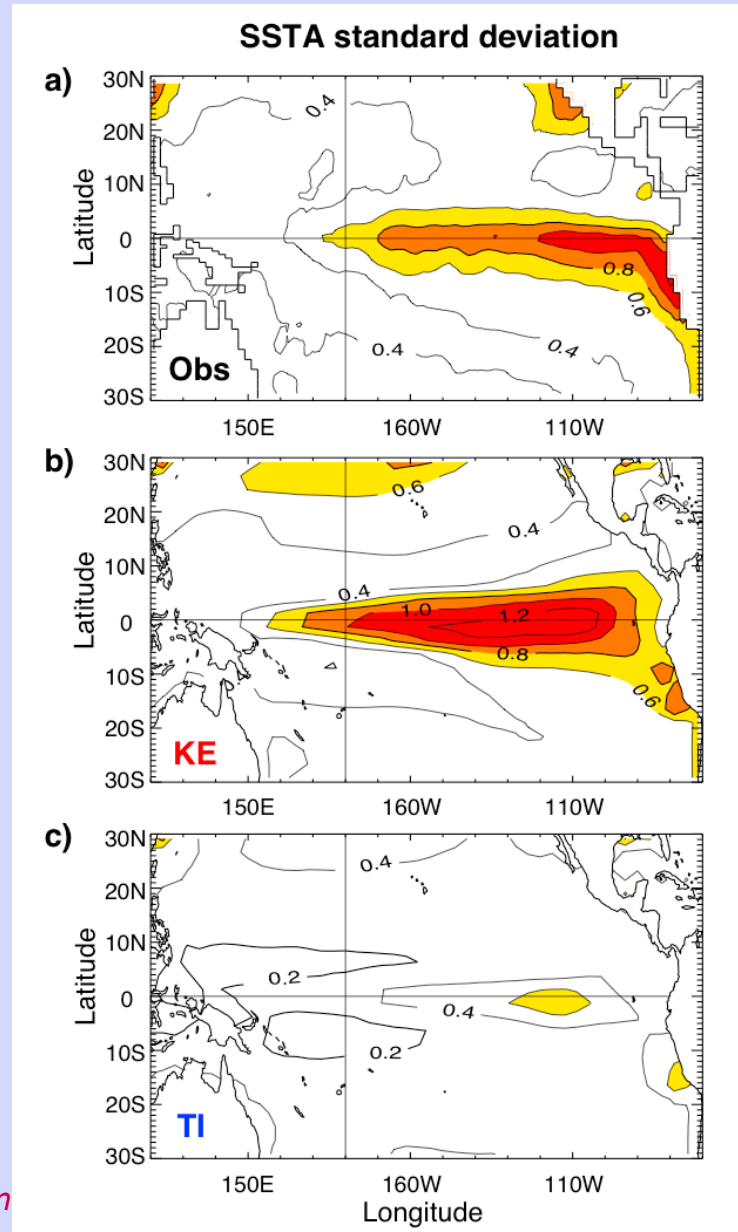 SSTA standard deviation
a)
30N
20N
10N
0
10S
20S
30S
Latitude
0.4
0.8
0.6
0.4
0.4
Obs
150E
160W
110W
b)
30N
20N
10N
0
10S
20S
30S
Latitude
0.6
0.4
0.4
1.0
1.2
0.8
0.6
KE
150E
160W
110W
c)
30N
20N
10N
0
10S
20S
30S
Latitude
0.4
0.2
0.4
0.2
TI
150E
160W
110W
Longitude
n